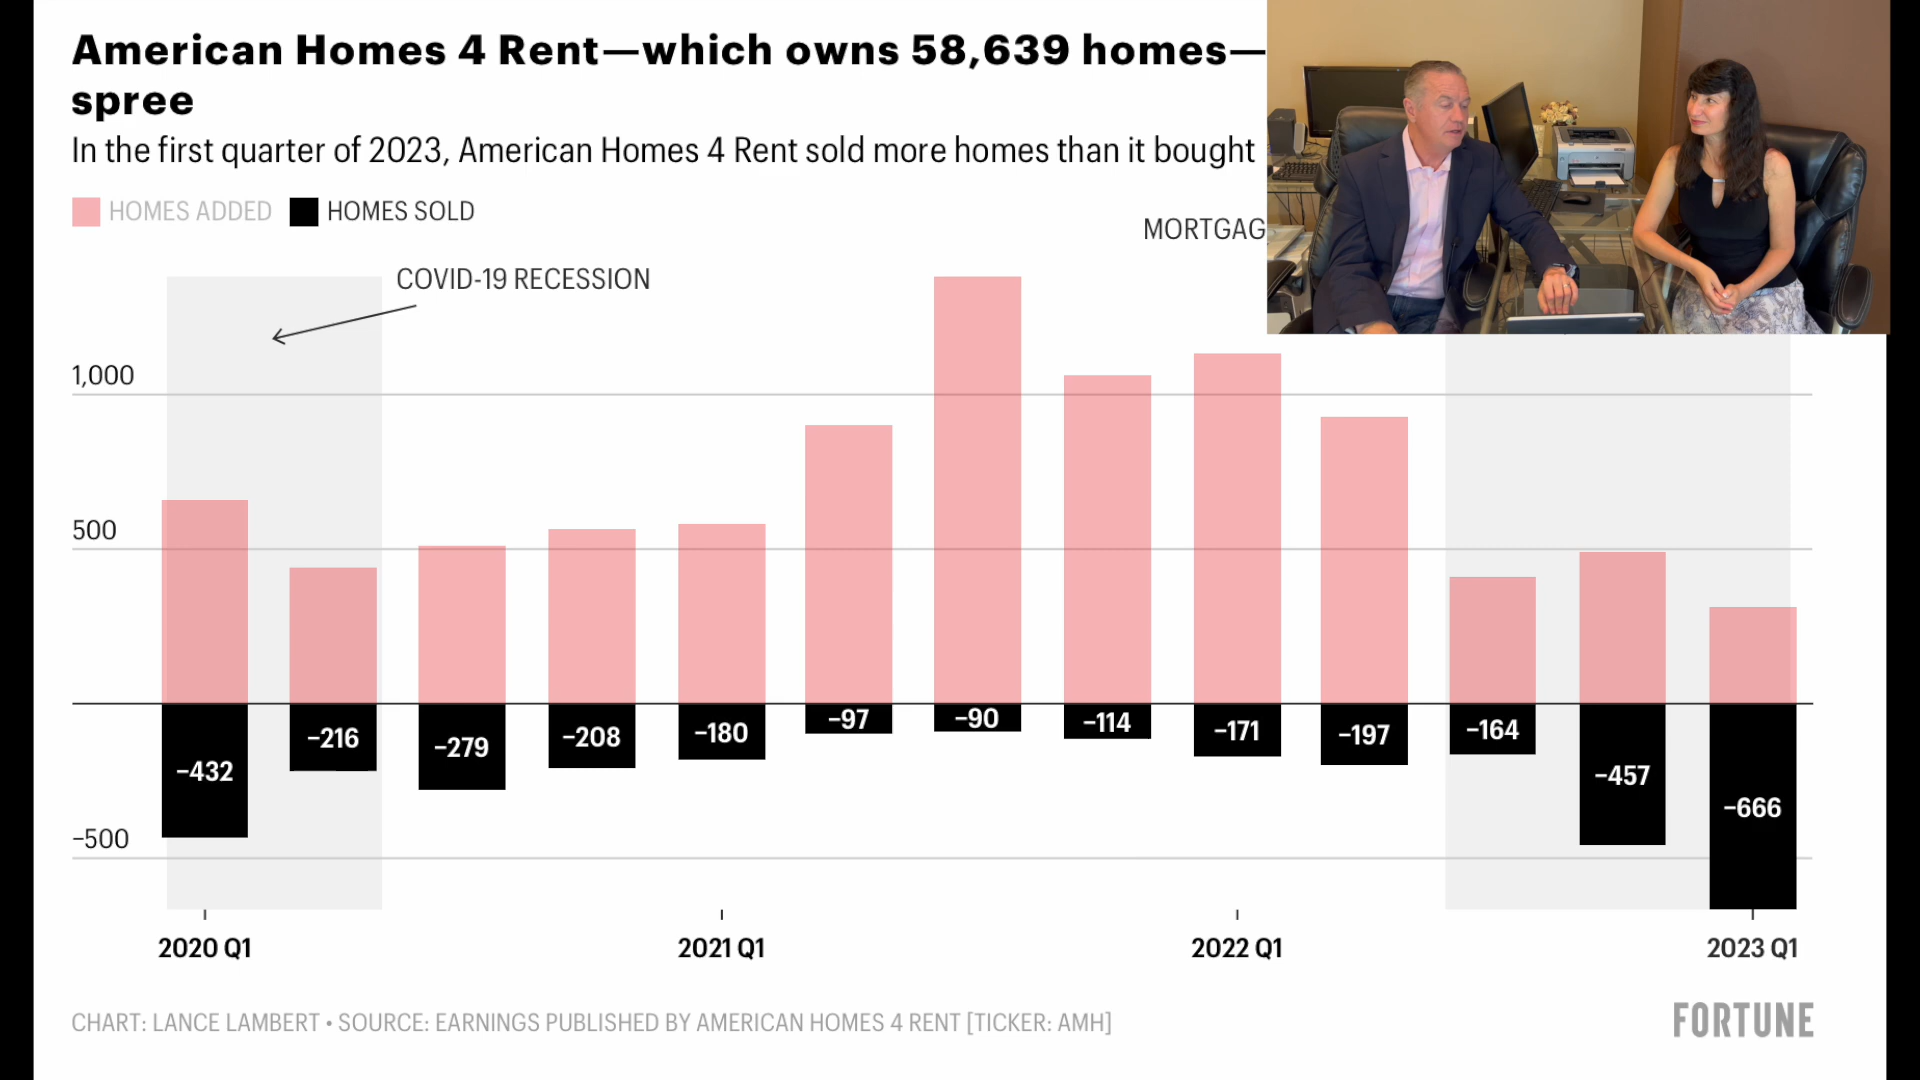 American Homes 4 Rent—which owns 58,639 homes—
spree
In the first quarter of 2023, American Homes 4 Rent sold more homes than it bought
HOMES ADDED HOMES SOLD
MORTGAG
COVID-19 RECESSION
1,000
500
−97
−90
−114
−216
−279
−208
−180
−171
−197
−164
−432
−457
−666
−500
2020 Q1
2021 Q1
2022 Q1
2023 Q1
CHART: LANCE LAMBERT • SOURCE: EARNINGS PUBLISHED BY AMERICAN HOMES 4 RENT [TICKER: AMH]
FORTUNE